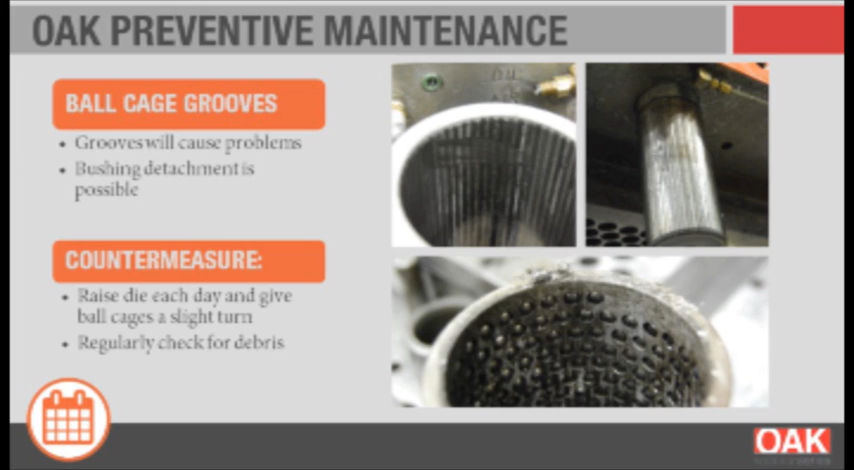 OAK PREVENTIVE MAINTENANCE
BALL CAGE GROOVES
• Grooves will cause problems
• Bushing detachment is
possible
COUNTERMEASURE:
• Raise die each day and give
ball cages a slight turn
• Regularly check for debris
OAK